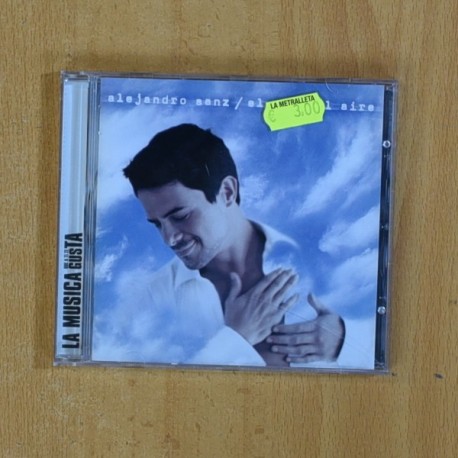 alejandro sanz / el l aire
LA METRALLETA
€ 3.00
LA MUSICA
GUSTA